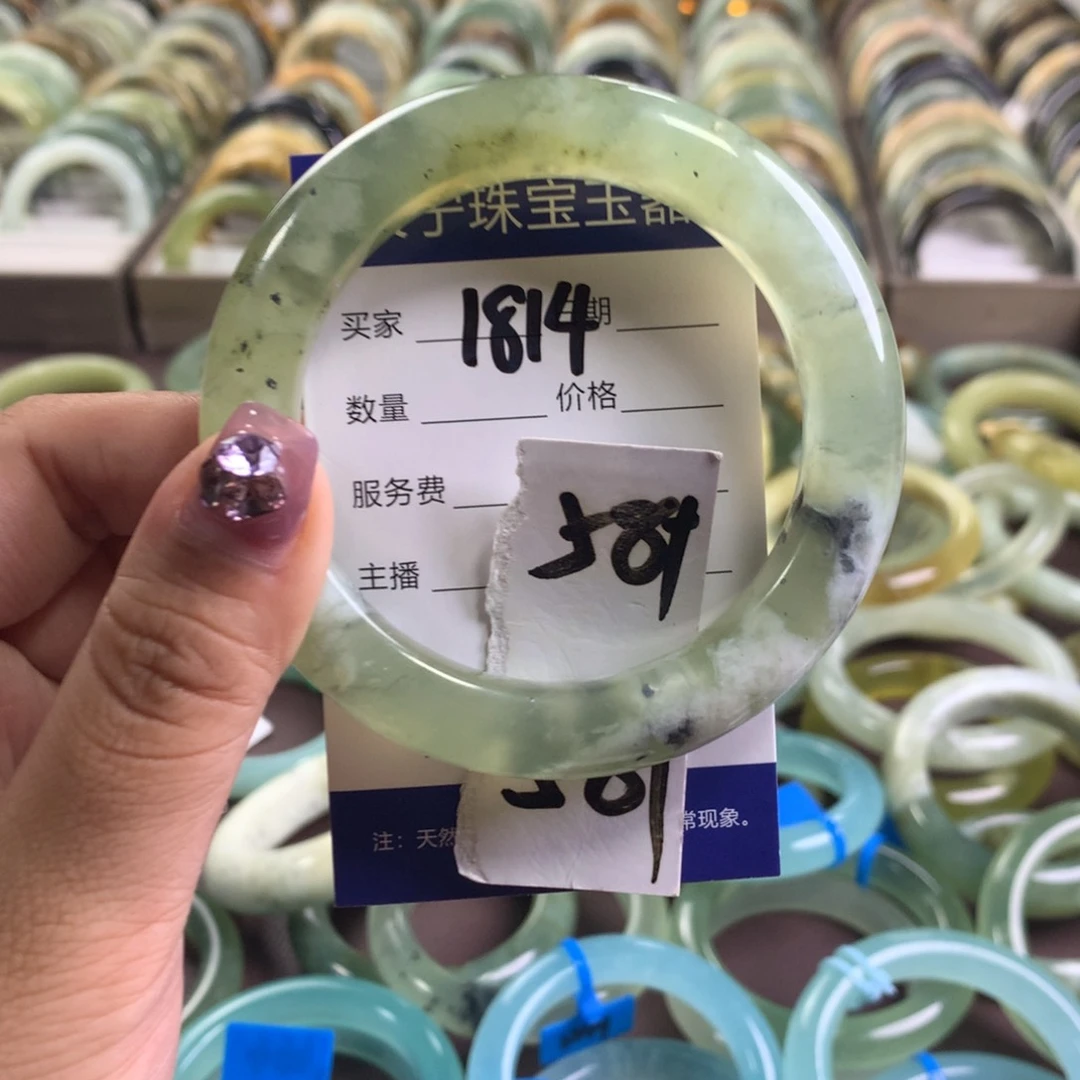 宁珠宝玉器
买家 1814 日期
数量 价格
服务费
主播
注：天然 常现象。